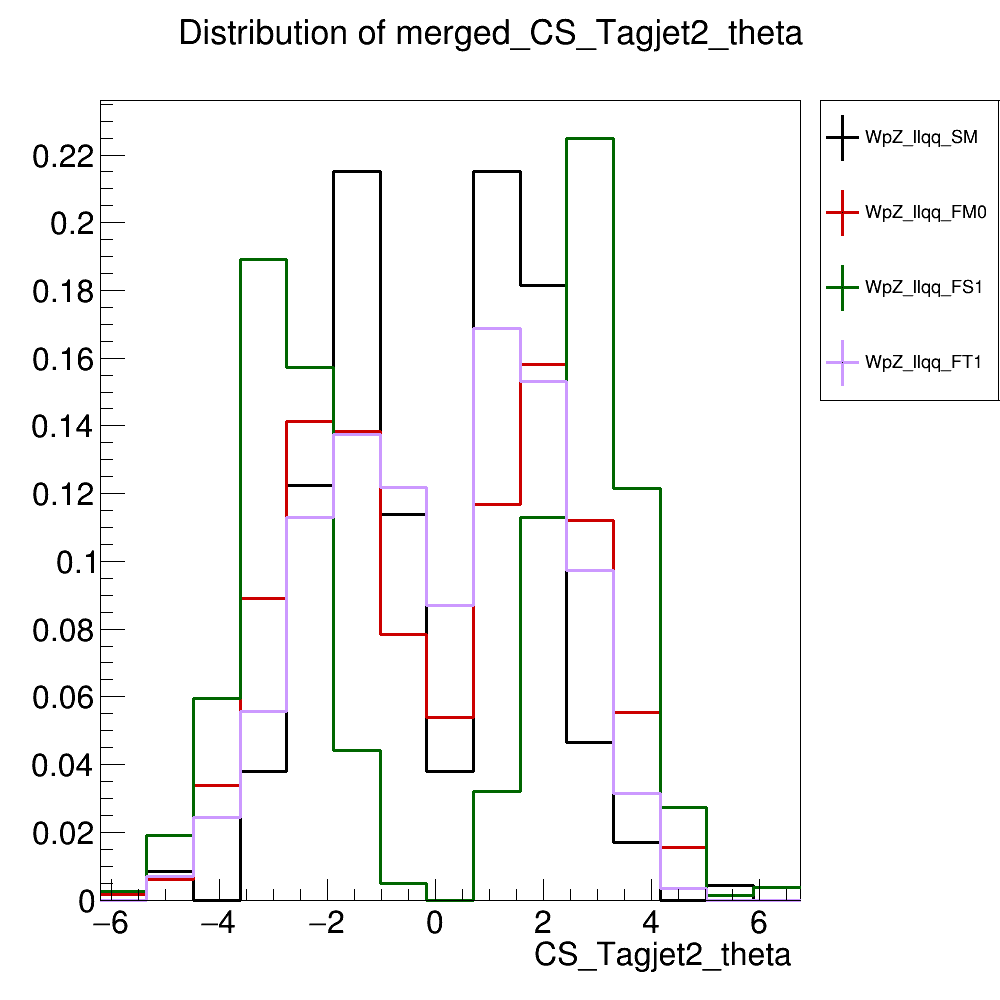 Distribution of merged_CS_Tagjet2_theta
WpZ_llqq_SM
WpZ_llqq_FM0
WpZ_llqq_FS1
WpZ_llqq_FT1
0.22
0.2
0.18
0.16
0.14
0.12
0.1
0.08
0.06
0.04
0.02
0
−6 −4 −2 0 2 4 6
CS_Tagjet2_theta